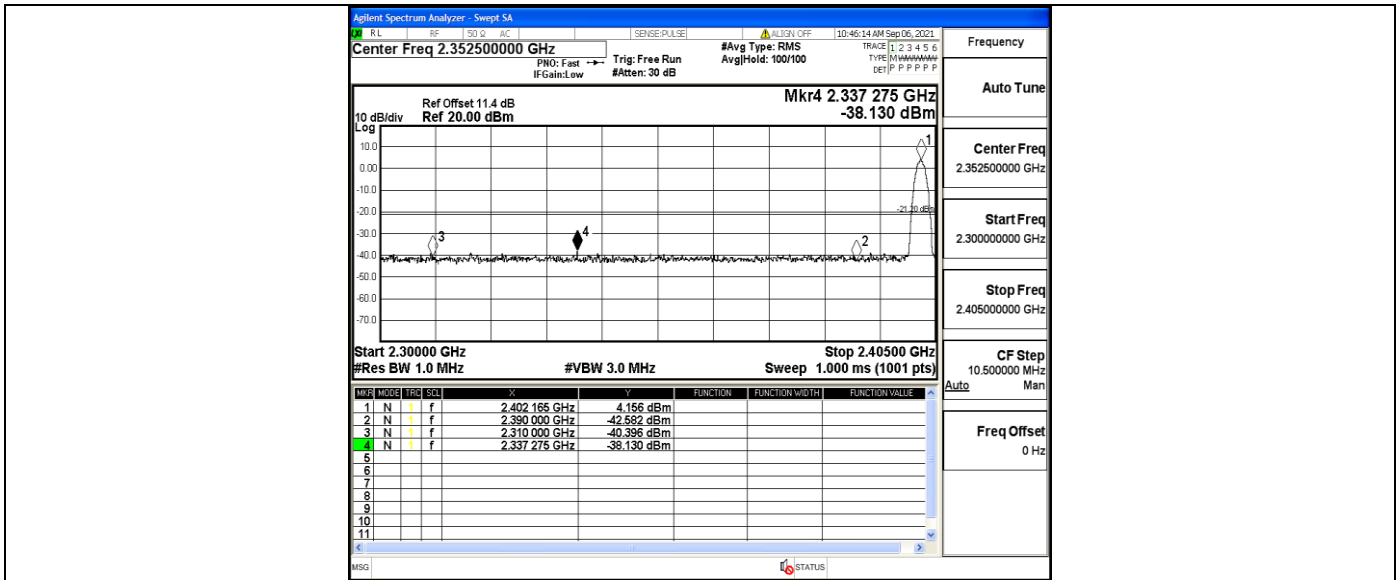 Agilent Spectrum Analyzer - Swept SA
RL RF 50 Ω AC SENSE:PULSE ALIGN OFF 10:46:14 AM Sep 06, 2021
Center Freq 2.352500000 GHz
PNO: Fast
IFGain:Low
Trig: Free Run
#Atten: 30 dB
#Avg Type: RMS
Avg|Hold: 100/100
TRACE 1 2 3 4 5 6
TYPE MWWWWW
DET P P P P P P
Mkr4 2.337 275 GHz
-38.130 dBm
Ref Offset 11.4 dB
10 dB/div Ref 20.00 dBm
Log
10.0
0.00
-10.0
-20.0
-30.0
-40.0
-50.0
-60.0
-70.0
1
-21.20 dBm
3
4
2
Start 2.30000 GHz Stop 2.40500 GHz
#Res BW 1.0 MHz #VBW 3.0 MHz Sweep 1.000 ms (1001 pts)
MKR MODE TRC SCL X Y FUNCTION FUNCTION WIDTH FUNCTION VALUE
1 N 1 f 2.402 165 GHz 4.156 dBm
2 N 1 f 2.390 000 GHz -42.582 dBm
3 N 1 f 2.310 000 GHz -40.396 dBm
4 N 1 f 2.337 275 GHz -38.130 dBm
5
6
7
8
9
10
11
MSG STATUS
Frequency
Auto Tune
Center Freq
2.352500000 GHz
Start Freq
2.300000000 GHz
Stop Freq
2.405000000 GHz
CF Step
10.500000 MHz
Auto Man
Freq Offset
0 Hz